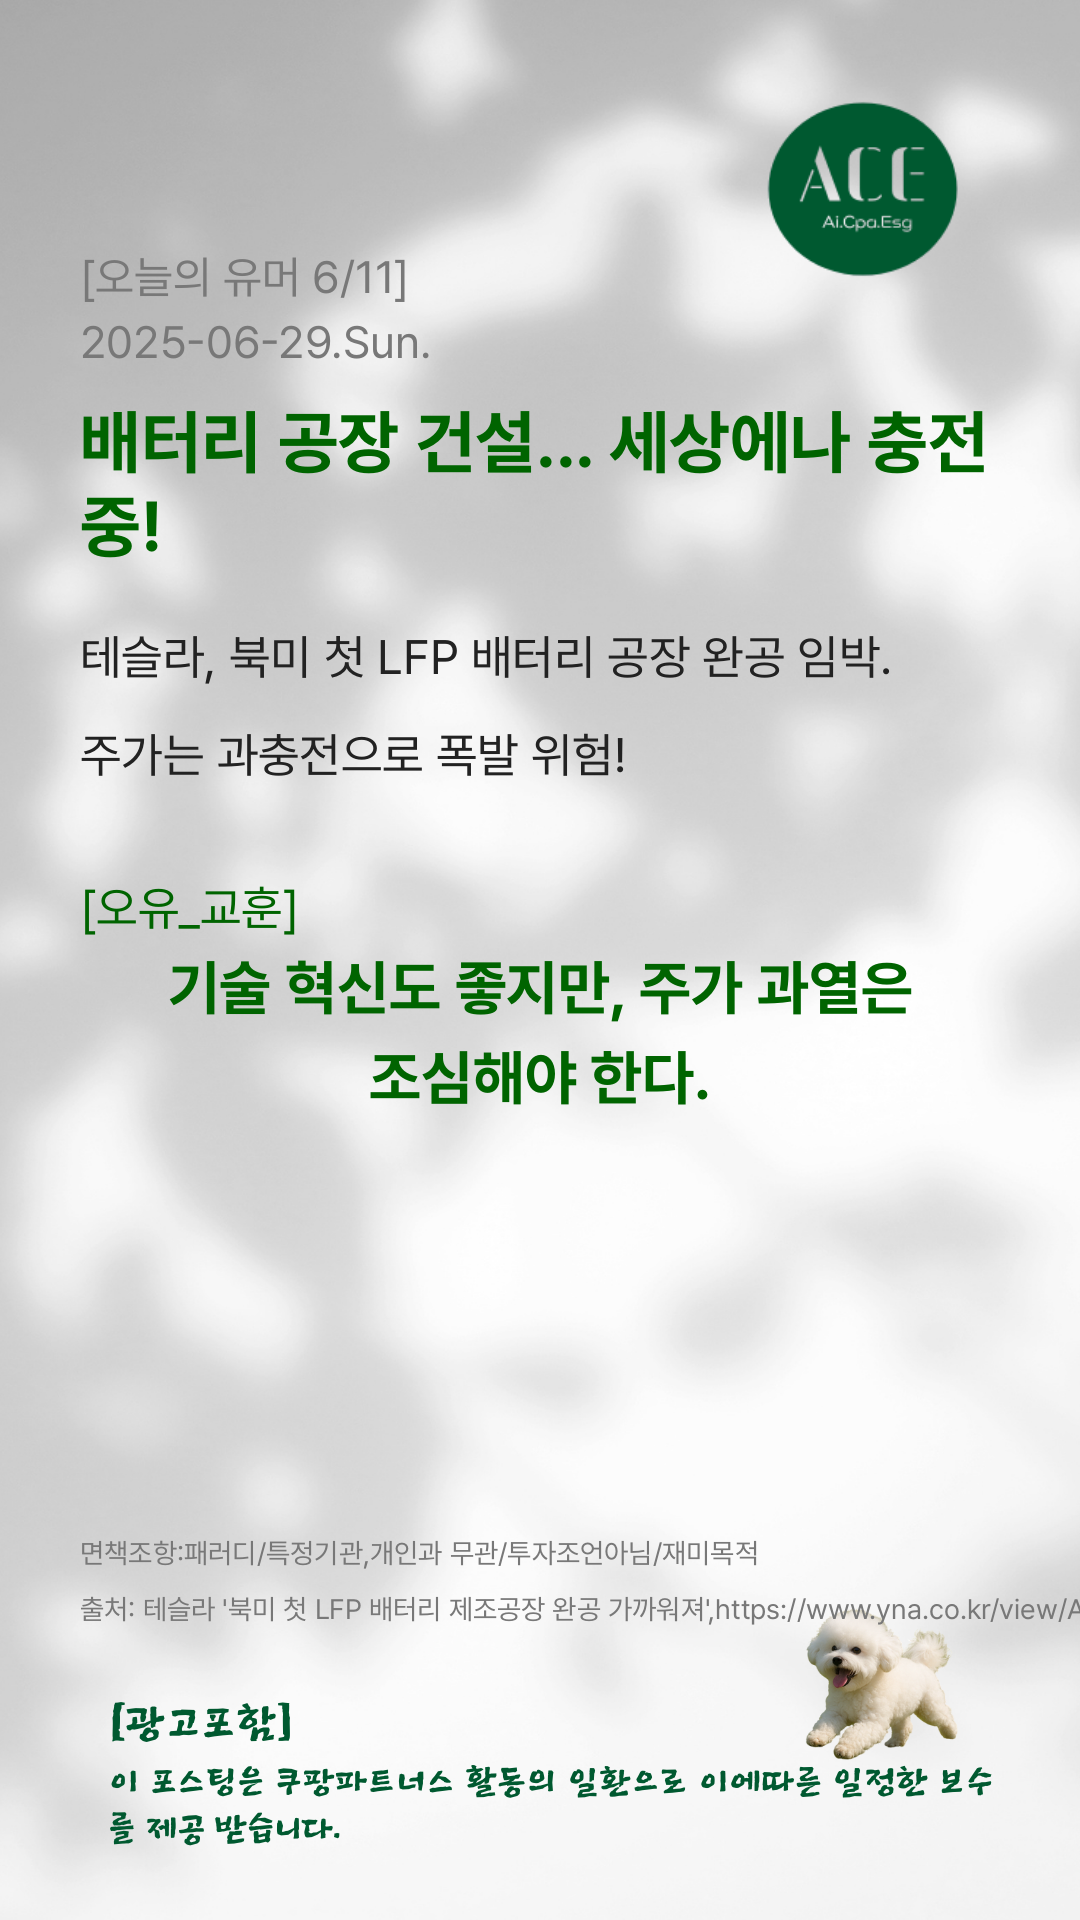 ACE
Ai.Cpa.Esg
[오늘의 유머 6/11]
2025-06-29.Sun.
배터리 공장 건설... 세상에나 충전
중!
테슬라, 북미 첫 LFP 배터리 공장 완공 임박.
주가는 과충전으로 폭발 위험!
[오유_교훈]
기술 혁신도 좋지만, 주가 과열은
조심해야 한다.
면책조항:패러디/특정기관,개인과 무관/투자조언아님/재미목적
출처: 테슬라 '북미 첫 LFP 배터리 제조공장 완공 가까워져',https://www.yna.co.kr/view/A
[광고포함]
이 포스팅은 쿠팡파트너스 활동의 일환으로 이에따른 일정한 보수
를 제공 받습니다.